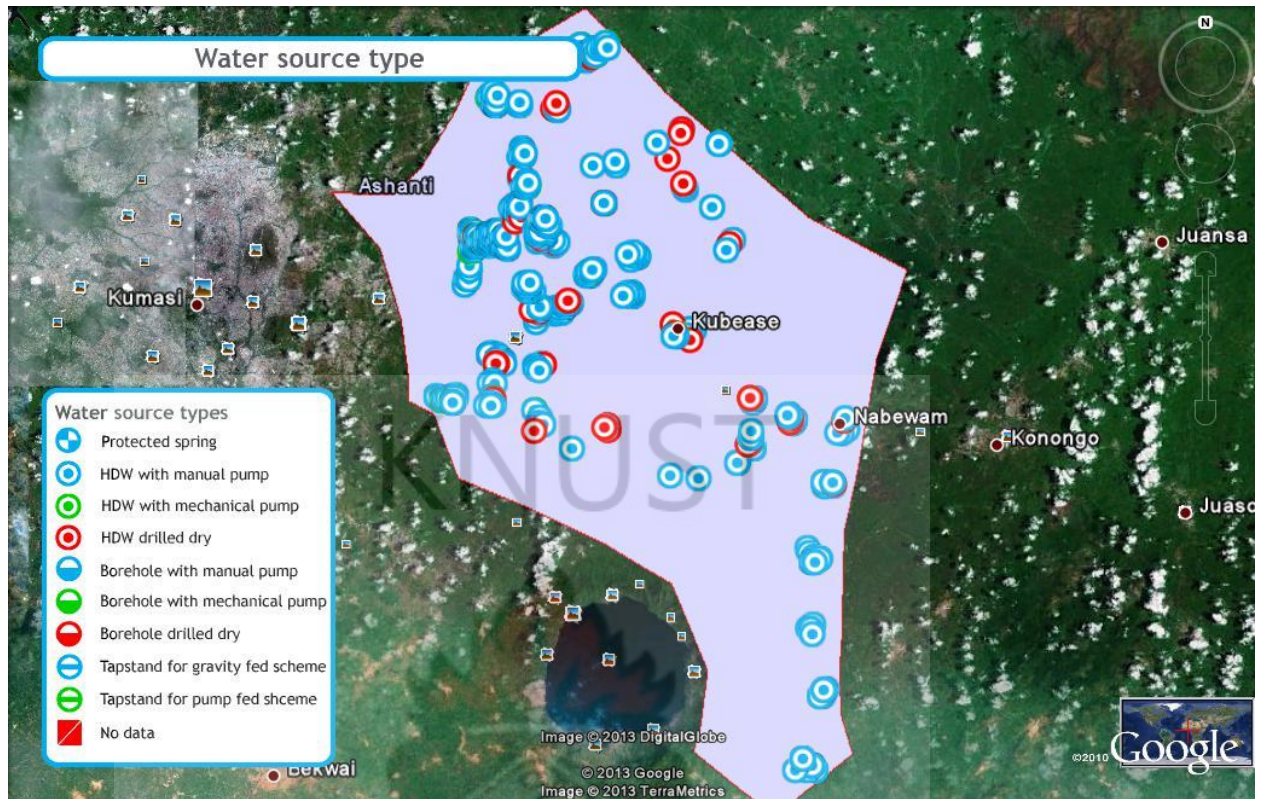 N
Water source type
Ashanti
Juansa
Kumasi
Kubease
Water source types
Protected spring
HDW with manual pump
HDW with mechanical pump
HDW drilled dry
Borehole with manual pump
Borehole with mechanical pump
Borehole drilled dry
Tapstand for gravity fed scheme
Tapstand for pump fed shceme
No data
Nabewam
Konongo
KNUST
Juaso
Bekwai
Image © 2013 DigitalGlobe
© 2013 Google
Image © 2013 TerraMetrics
©2010 Google